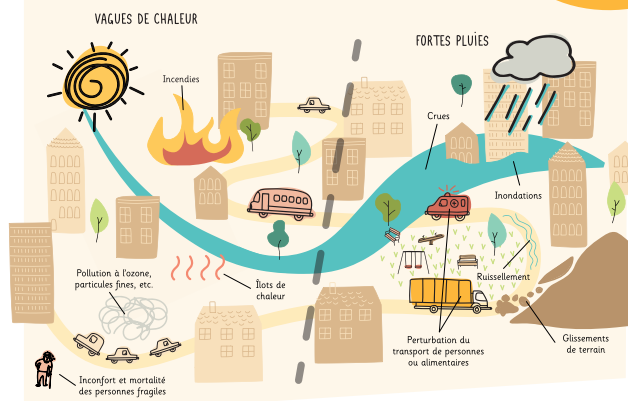 VAGUES DE CHALEUR
FORTES PLUIES
Incendies
Crues
Inondations
Pollution à l'ozone,
particules fines, etc.
Îlots de
chaleur
Ruissellement
Perturbation du
transport de personnes
ou alimentaires
Glissements
de terrain
Inconfort et mortalité
des personnes fragiles